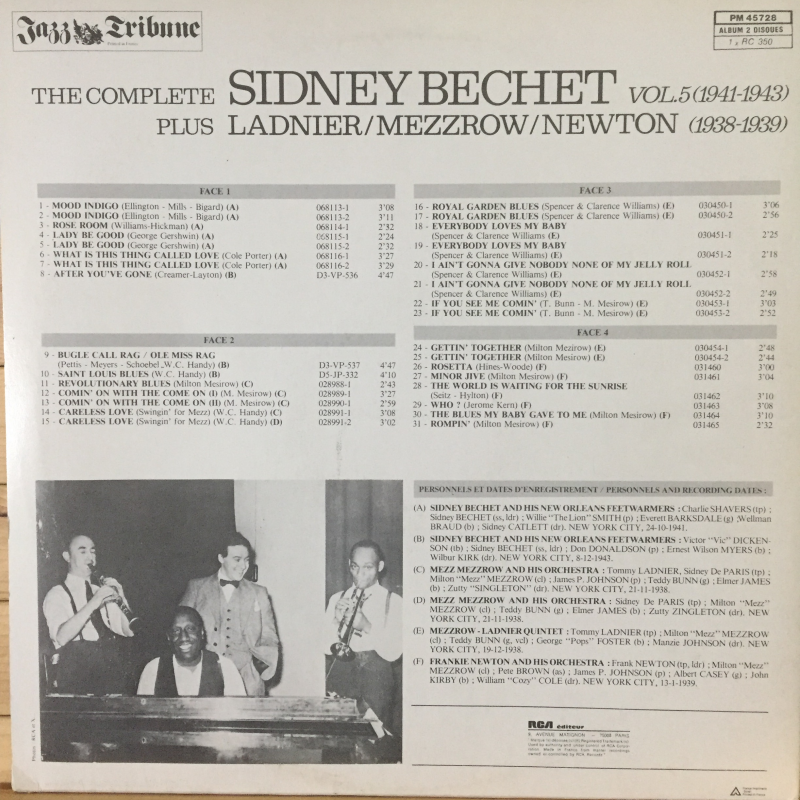 Jazz Tribune
PM 45728
ALBUM 2 DISQUES
1 x RC 350
THE COMPLETE SIDNEY BECHET VOL.5 (1941-1943)
PLUS LADNIER/MEZZROW/NEWTON (1938-1939)
FACE 1
1 - MOOD INDIGO (Ellington - Mills - Bigard) (A) 068113-1 3'08
2 - MOOD INDIGO (Ellington - Mills - Bigard) (A) 068113-2 3'11
3 - ROSE ROOM (Williams-Hickman) (A) 068114-1 2'82
4 - LADY BE GOOD (George Gershwin) (A) 068115-1 2'24
5 - LADY BE GOOD (George Gershwin) (A) 068115-2 2'32
6 - WHAT IS THIS THING CALLED LOVE (Cole Porter) (A) 068116-1 3'27
7 - WHAT IS THIS THING CALLED LOVE (Cole Porter) (A) 068116-2 3'29
8 - AFTER YOU'VE GONE (Creamer-Layton) (B) D3-VP-536 4'47
FACE 2
9 - BUGLE CALL RAG / OLE MISS RAG
(Pettis - Meyers - Schoebel W.C. Handy) (B) D3-VP-537 4'47
10 - SAINT LOUIS BLUES (W.C. Handy) (B) D5-JP-332 4'10
11 - REVOLUTIONARY BLUES (Milton Mesirow) (C) 028988-1 2'43
12 - COMIN' ON WITH THE COME ON (I) (M. Mesirow) (C) 028989-1 3'27
13 - COMIN' ON WITH THE COME ON (II) (M. Mesirow) (C) 028990-1 2'59
14 - CARELESS LOVE (Swingin' for Mezz) (W.C. Handy) (C) 028991-1 3'08
15 - CARELESS LOVE (Swingin' for Mezz) (W.C. Handy) (D) 028991-2 3'02
FACE 3
16 - ROYAL GARDEN BLUES (Spencer & Clarence Williams) (E) 030450-1 3'06
17 - ROYAL GARDEN BLUES (Spencer & Clarence Williams) (E) 030450-2 2'56
18 - EVERYBODY LOVES MY BABY
(Spencer & Clarence Williams (E) 030451-1 2'25
19 - EVERYBODY LOVES MY BABY
(Spencer & Clarence Williams) (E) 030451-2 2'18
20 - I AIN'T GONNA GIVE NOBODY NONE OF MY JELLY ROLL
(Spencer & Clarence Williams) (E) 030452-1 2'58
21 - I AIN'T GONNA GIVE NOBODY NONE OF MY JELLY ROLL
(Spencer & Clarence Williams) (E) 030452-2 2'49
22 - IF YOU SEE ME COMIN' (T. Bunn - M. Mesirow) (E) 030453-1 3'03
23 - IF YOU SEE ME COMIN' (T. Bunn - M. Mesirow) (E) 030453-2 2'52
FACE 4
24 - GETTIN' TOGETHER (Milton Mezirow) (E) 030454-1 2'48
25 - GETTIN' TOGETHER (Milton Mesirow) (E) 030454-2 2'44
26 - ROSETTA (Hines-Woode) (F) 031460 3'00
27 - MINOR JIVE (Milton Mesirow) (F) 031461 3'04
28 - THE WORLD IS WAITING FOR THE SUNRISE
(Seitz - Hylton) (F) 031462 3'10
29 - WHO ? (Jerome Kern) (F) 031463 3'08
30 - THE BLUES MY BABY GAVE TO ME (Milton Mesirow) (F) 031464 3'10
31 - ROMPIN' (Milton Mesirow) (F) 031465 2'32
PERSONNELS ET DATES D'ENREGISTREMENT / PERSONNELS AND RECORDING DATES :
(A) SIDNEY BECHET AND HIS NEW ORLEANS FEETWARMERS : Charlie SHAVERS (tp) ;
Sidney BECHET (ss, ldr) ; Willie "The Lion" SMITH (p) ; Everett BARKSDALE (g) ;Wellman
BRAUD (b) ; Sidney CATLETT (dr). NEW YORK CITY, 24-10-1941.
(B) SIDNEY BECHET AND HIS NEW ORLEANS FEETWARMERS : Victor "Vic" DICKEN-
SON (tb) ; Sidney BECHET (ss, ldr) ; Don DONALDSON (p) ; Ernest Wilson MYERS (b) ;
Wilbur KIRK (dr). NEW YORK CITY, 8-12-1943.
(C) MEZZ MEZZROW AND HIS ORCHESTRA : Tommy LADNIER, Sidney De PARIS (tp) ;
Milton "Mezz" MEZZROW (cl) ; James P. JOHNSON (p) ; Teddy BUNN (g) ; Elmer JAMES
(b) ; Zutty "SINGLETON" (dr). NEW YORK CITY, 21-11-1938.
(D) MEZZ MEZZROW AND HIS ORCHESTRA : Sidney De PARIS (tp) ; Milton "Mezz"
MEZZROW (cl) ; Teddy BUNN (g) ; Elmer JAMES (b) ; Zutty ZINGLETON (dr). NEW
YORK CITY, 21-11-1938.
(E) MEZZROW - LADNIER QUINTET : Tommy LADNIER (tp) ; Milton "Mezz" MEZZROW
(cl) ; Teddy BUNN (g, vcl) ; George "Pops" FOSTER (b) ; Manzie JOHNSON (dr). NEW
YORK CITY, 19-12-1938.
(F) FRANKIE NEWTON AND HIS ORCHESTRA : Frank NEWTON (tp, ldr) ; Milton "Mezz"
MEZZROW (cl) ; Pete BROWN (as) ; James P. JOHNSON (p) ; Albert CASEY (g) ; John
KIRBY (b) ; William "Cozy" COLE (dr). NEW YORK CITY, 13-1-1939.
RCA éditeur
9, AVENUE MATIGNON - 75008 PARIS